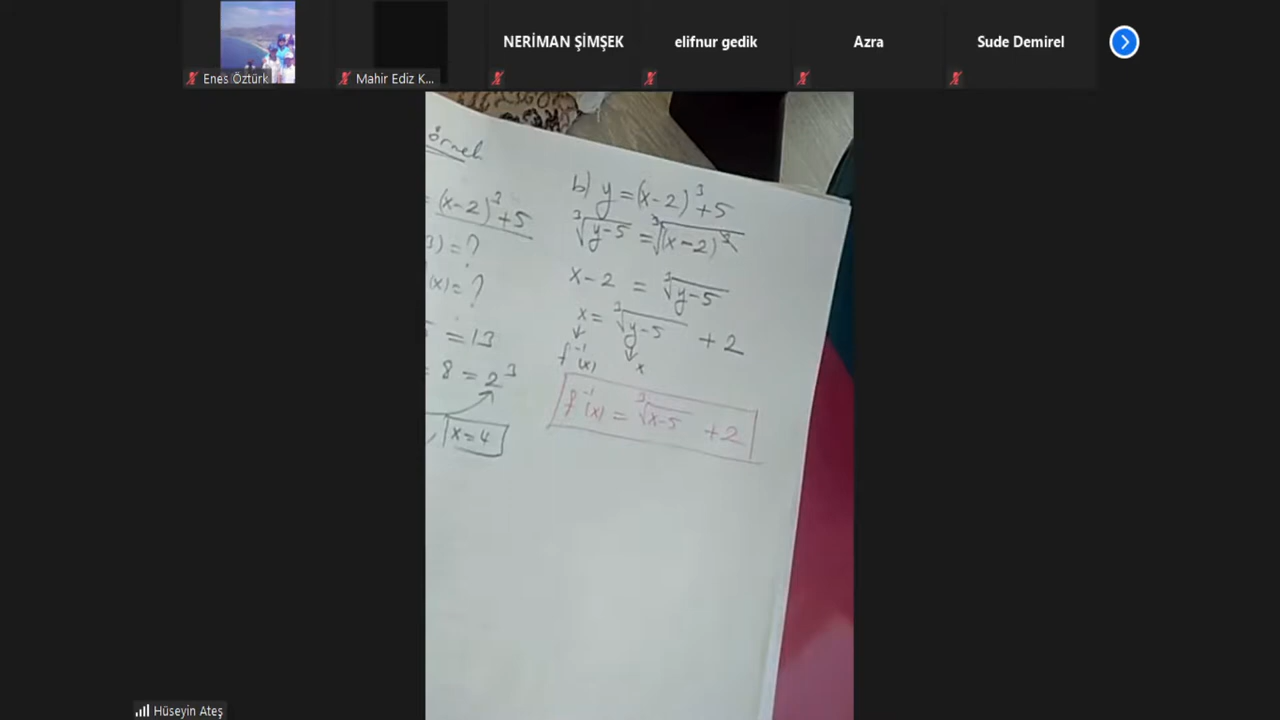 Enes Öztürk
Mahir Ediz K...
NERİMAN ŞİMŞEK
elifnur gedik
Azra
Sude Demirel
örnek
= (x-2)³+5
3) = ?
(x) = ?
= 13
= 8 = 2³
x=4
b) y = (x-2)³+5
∛(y-5) = ∛(x-2)³
x-2 = ∛(y-5)
x = ∛(y-5) + 2
f⁻¹(x) x
f⁻¹(x) = ∛(x-5) + 2
Hüseyin Ateş